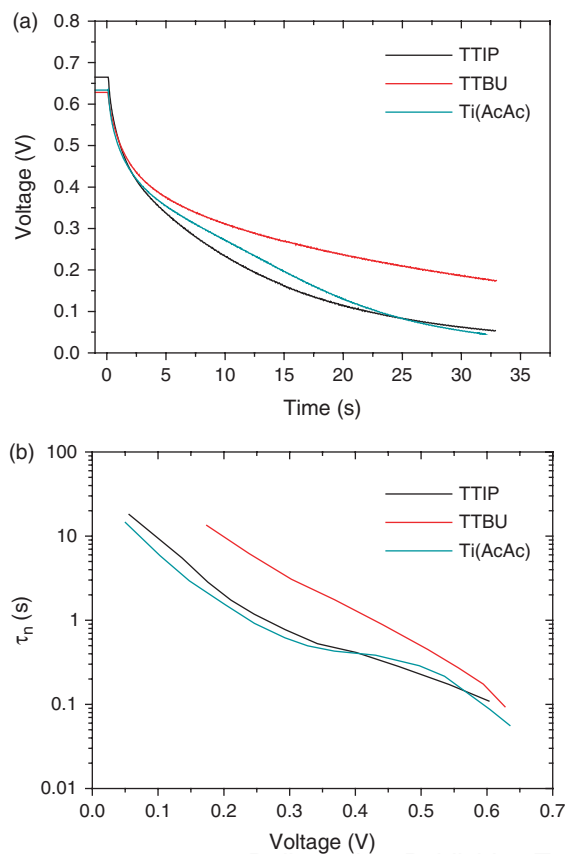 (a)
0.8
0.7
0.6
0.5
0.4
0.3
0.2
0.1
0.0
Voltage (V)
TTIP
TTBU
Ti(AcAc)
0 5 10 15 20 25 30 35
Time (s)
(b)
100
10
1
0.1
0.01
τn (s)
TTIP
TTBU
Ti(AcAc)
0.0 0.1 0.2 0.3 0.4 0.5 0.6 0.7
Voltage (V)